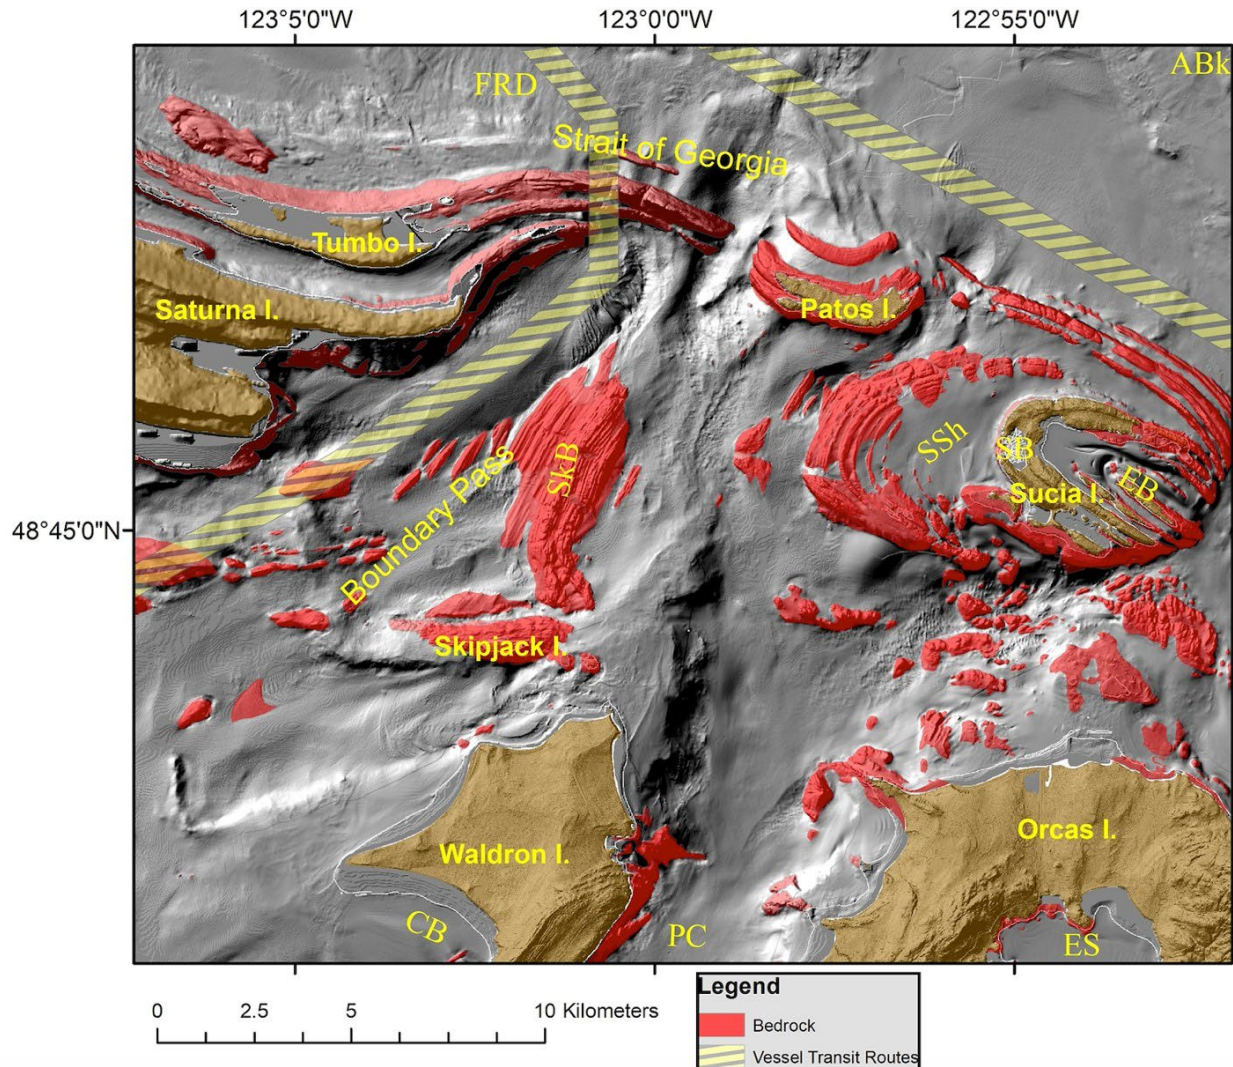 123°5'0"W
123°0'0"W
122°55'0"W
ABk
FRD
Strait of Georgia
Tumbo I.
Saturna I.
Patos I.
SSh
SB
EB
Sucia I.
SkB
48°45'0"N
Boundary Pass
Skipjack I.
Waldron I.
Orcas I.
CB
PC
ES
0 2.5 5 10 Kilometers
Legend
Bedrock
Vessel Transit Routes